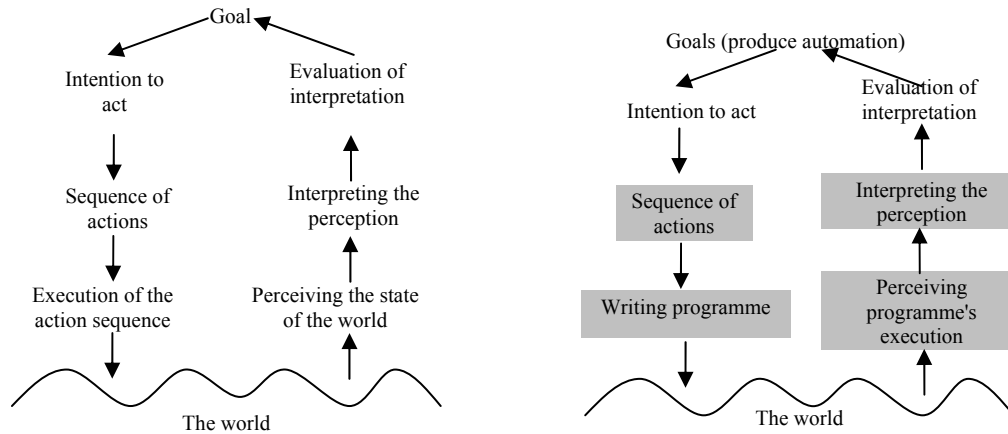 Goal
Intention to
act
Evaluation of
interpretation
Sequence of
actions
Interpreting the
perception
Execution of the
action sequence
Perceiving the state
of the world
The world
Goals (produce automation)
Intention to act
Evaluation of
interpretation
Sequence of
actions
Interpreting the
perception
Writing programme
Perceiving
programme's
execution
The world